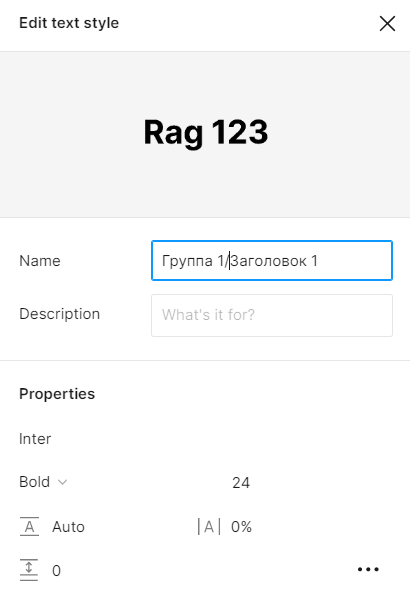 Edit text style
Rag 123
Name Группа 1/Заголовок 1
Description What's it for?
Properties
Inter
Bold 24
A Auto |A| 0%
0